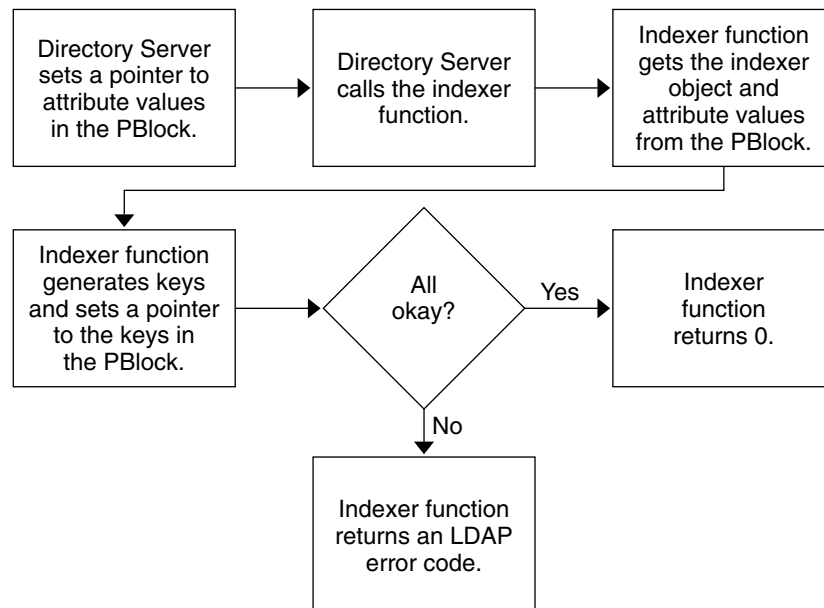 Directory Server
sets a pointer to
attribute values
in the PBlock.
Directory Server
calls the indexer
function.
Indexer function
gets the indexer
object and
attribute values
from the PBlock.
Indexer function
generates keys
and sets a pointer
to the keys in
the PBlock.
All
okay?
Yes
Indexer
function
returns 0.
No
Indexer function
returns an LDAP
error code.